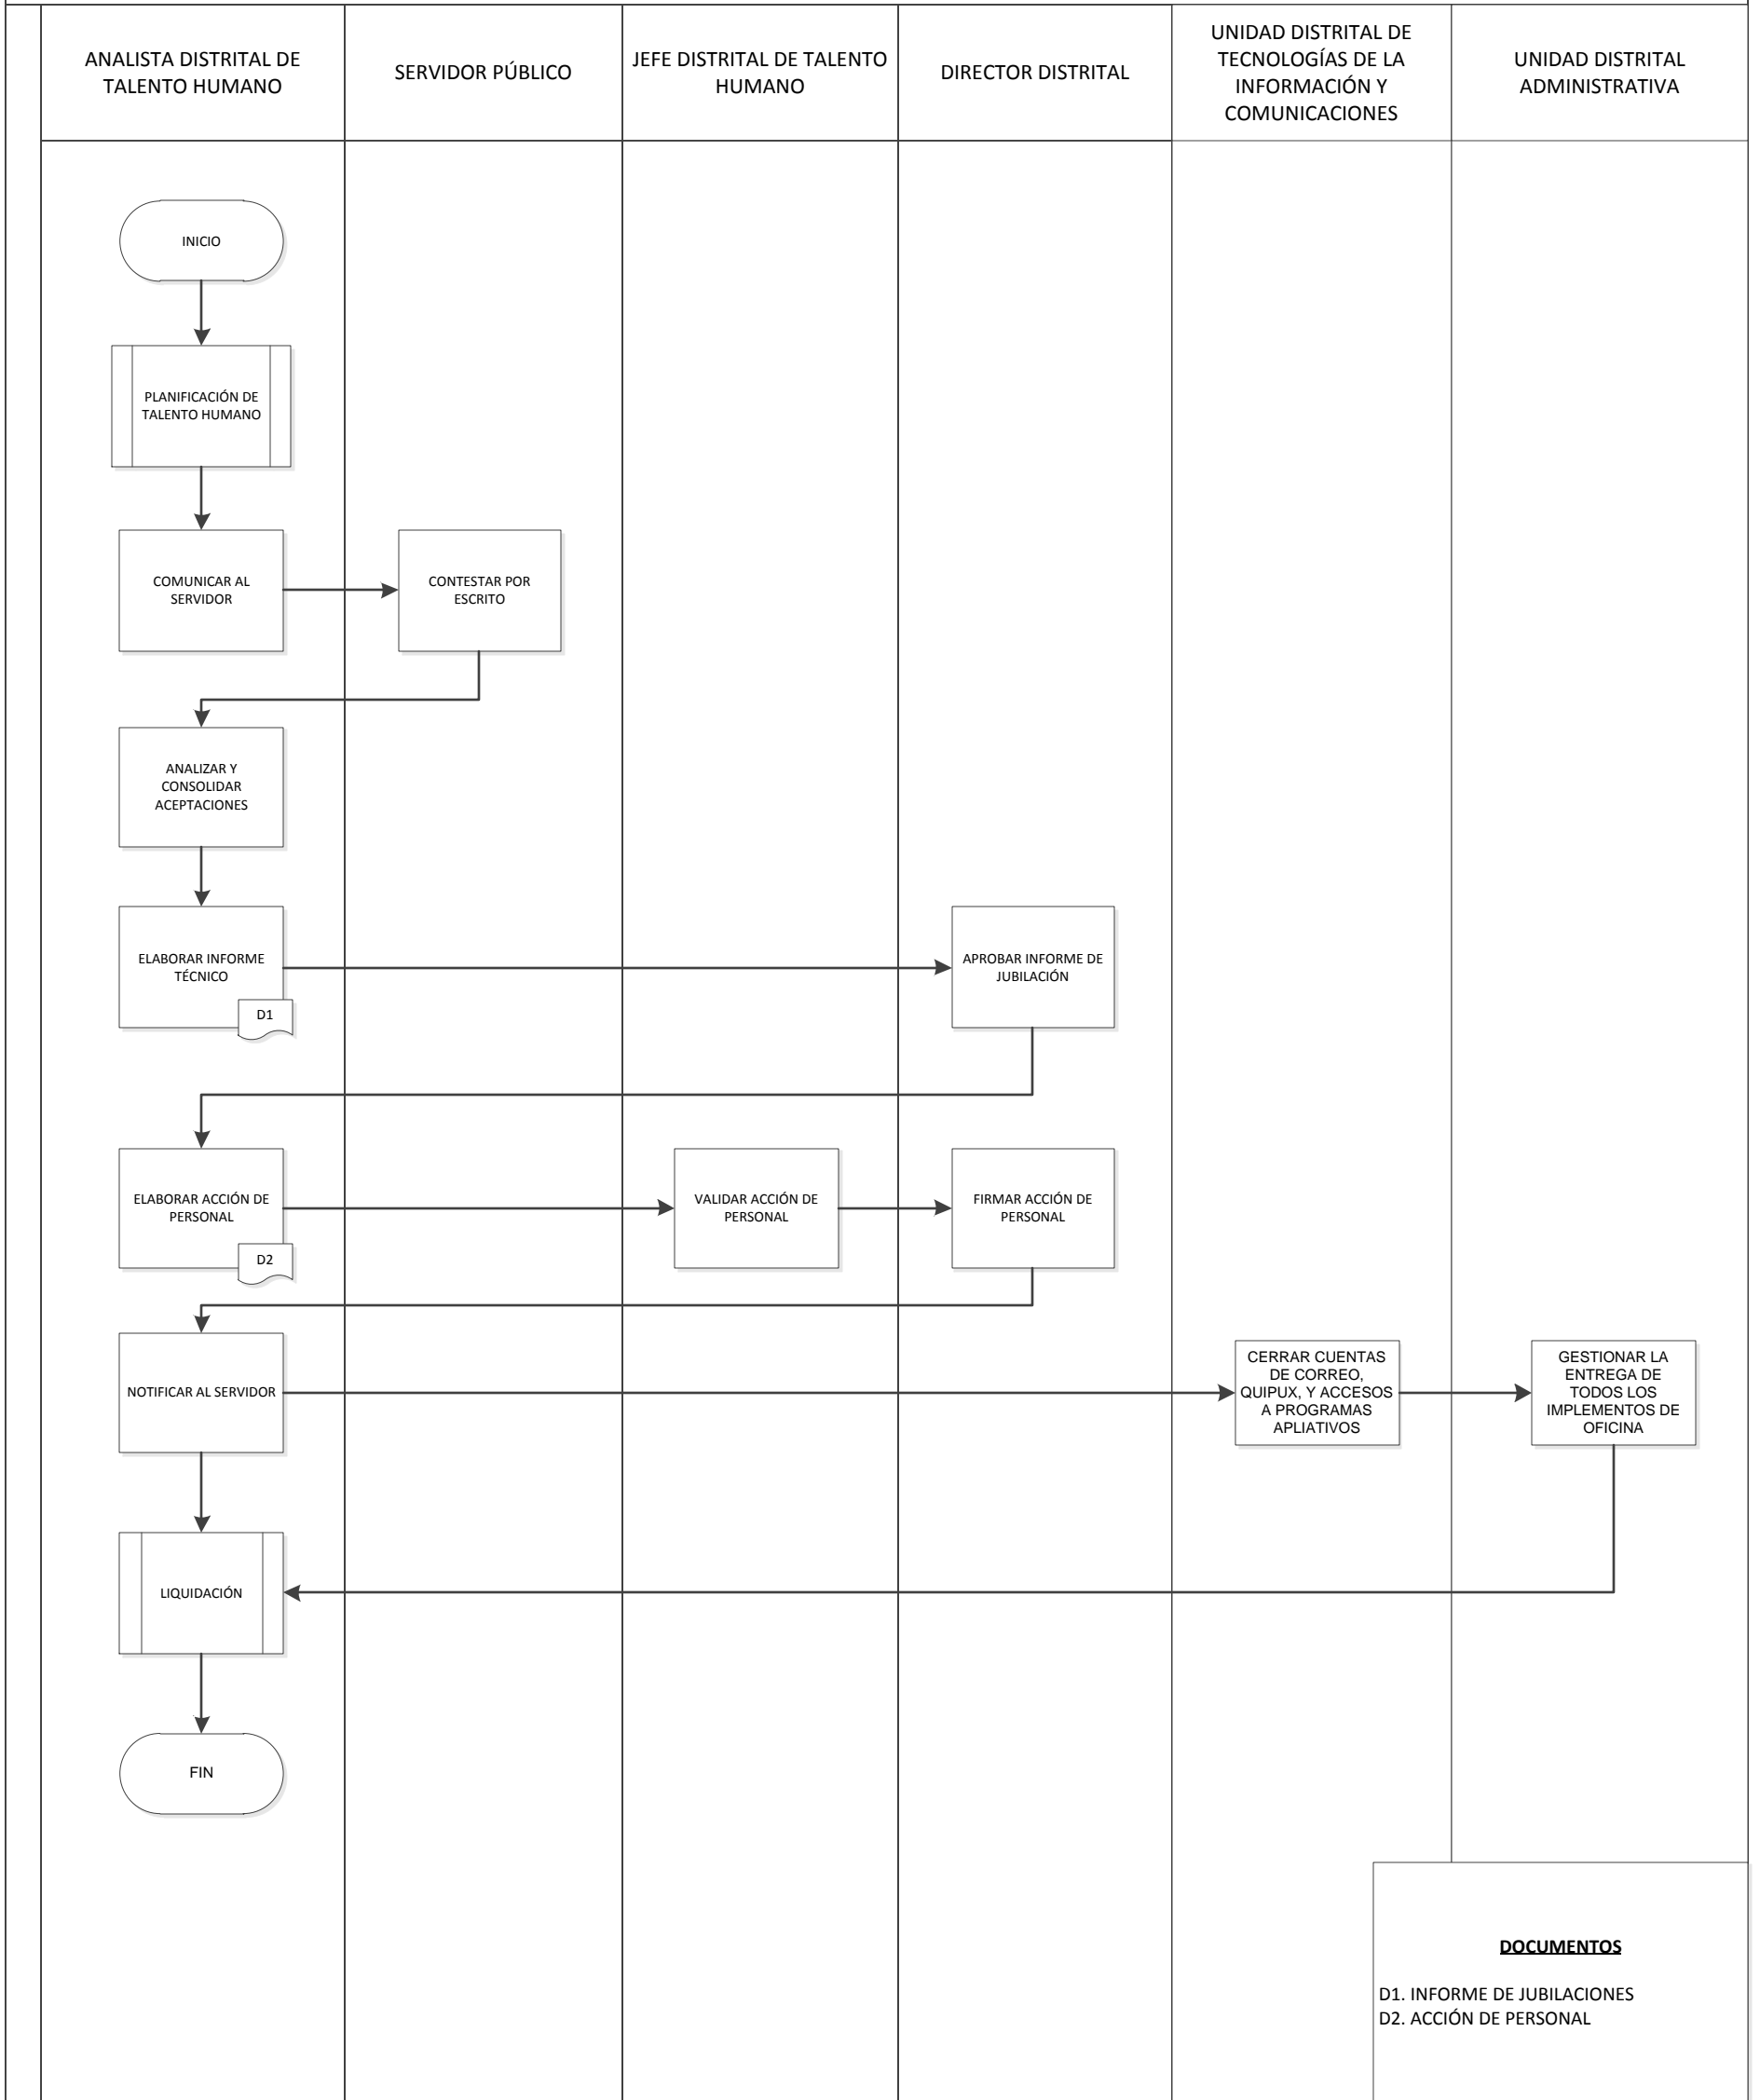 ANALISTA DISTRITAL DE
TALENTO HUMANO
SERVIDOR PÚBLICO
JEFE DISTRITAL DE TALENTO
HUMANO
DIRECTOR DISTRITAL
UNIDAD DISTRITAL DE
TECNOLOGÍAS DE LA
INFORMACIÓN Y
COMUNICACIONES
UNIDAD DISTRITAL
ADMINISTRATIVA
INICIO
PLANIFICACIÓN DE
TALENTO HUMANO
COMUNICAR AL
SERVIDOR
CONTESTAR POR
ESCRITO
ANALIZAR Y
CONSOLIDAR
ACEPTACIONES
ELABORAR INFORME
TÉCNICO
D1
APROBAR INFORME DE
JUBILACIÓN
ELABORAR ACCIÓN DE
PERSONAL
D2
VALIDAR ACCIÓN DE
PERSONAL
FIRMAR ACCIÓN DE
PERSONAL
NOTIFICAR AL SERVIDOR
CERRAR CUENTAS
DE CORREO,
QUIPUX, Y ACCESOS
A PROGRAMAS
APLIATIVOS
GESTIONAR LA
ENTREGA DE
TODOS LOS
IMPLEMENTOS DE
OFICINA
LIQUIDACIÓN
FIN
DOCUMENTOS
D1. INFORME DE JUBILACIONES
D2. ACCIÓN DE PERSONAL